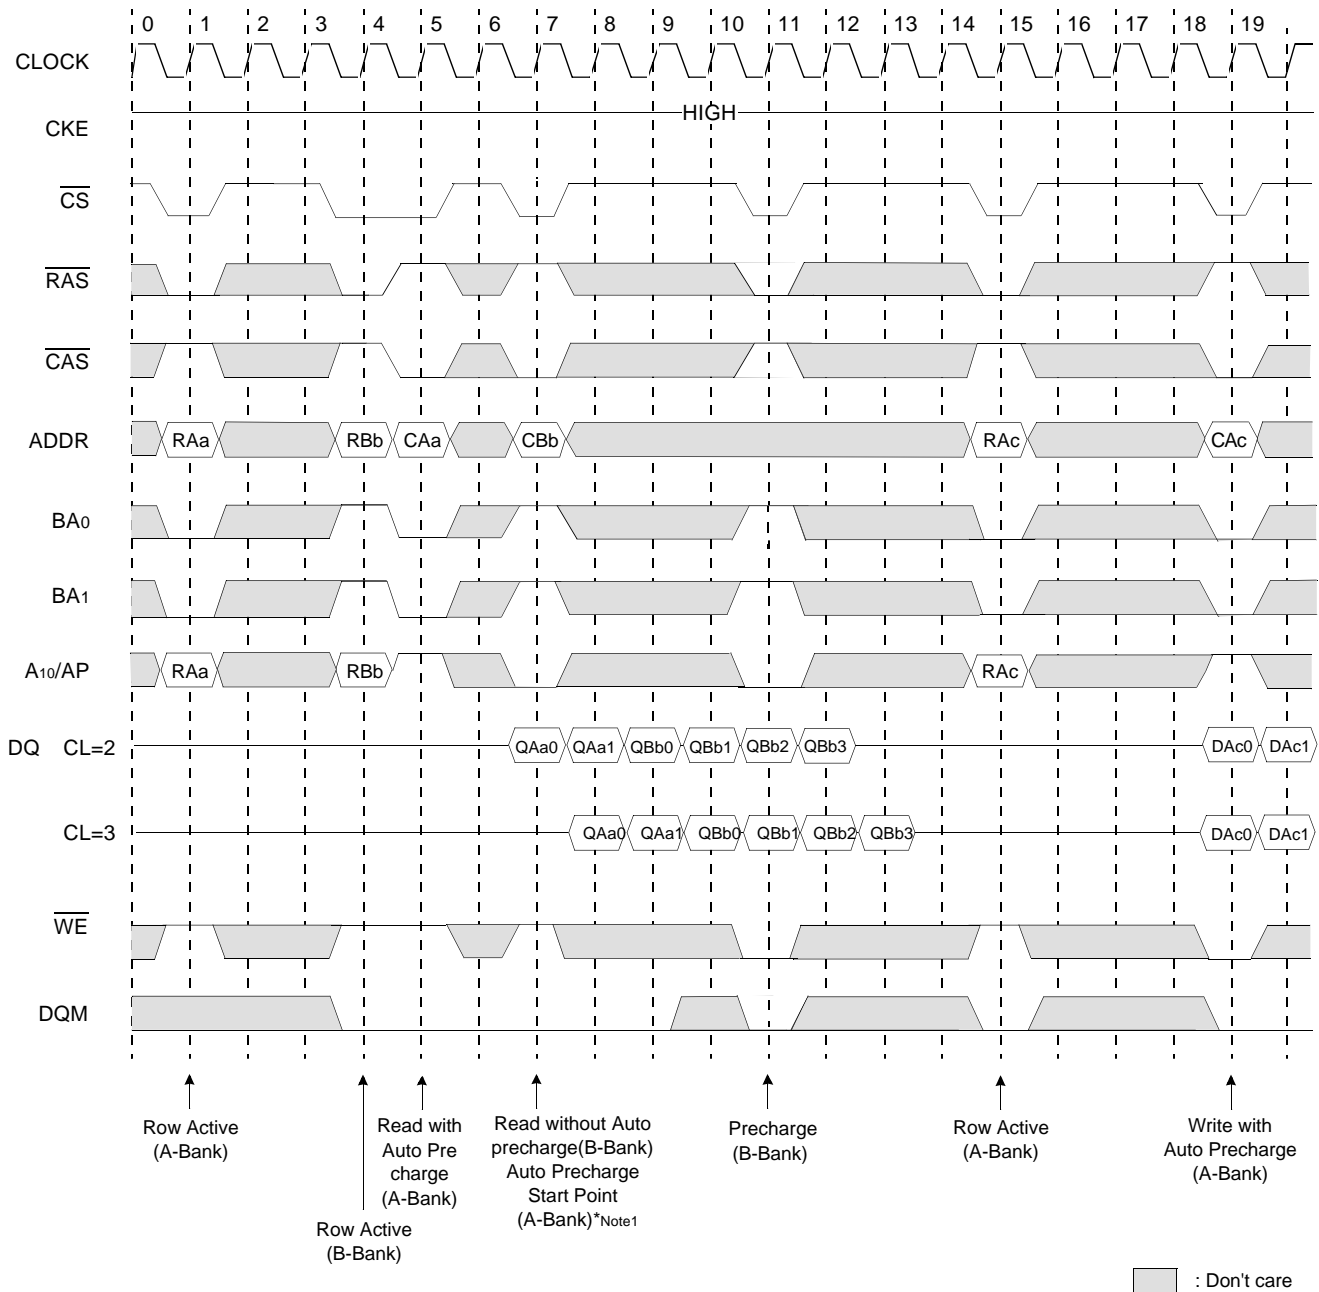 0 1 2 3 4 5 6 7 8 9 10 11 12 13 14 15 16 17 18 19
CLOCK
CKE HIGH
CS
RAS
CAS
ADDR RAa RBb CAa CBb RAc CAc
BA0
BA1
A10/AP RAa RBb RAc
DQ CL=2 QAa0 QAa1 QBb0 QBb1 QBb2 QBb3 DAc0 DAc1
CL=3 QAa0 QAa1 QBb0 QBb1 QBb2 QBb3 DAc0 DAc1
WE
DQM
Row Active
(A-Bank)
Row Active
(B-Bank)
Read with
Auto Pre
charge
(A-Bank)
Read without Auto
precharge(B-Bank)
Auto Precharge
Start Point
(A-Bank)*Note1
Precharge
(B-Bank)
Row Active
(A-Bank)
Write with
Auto Precharge
(A-Bank)
: Don't care